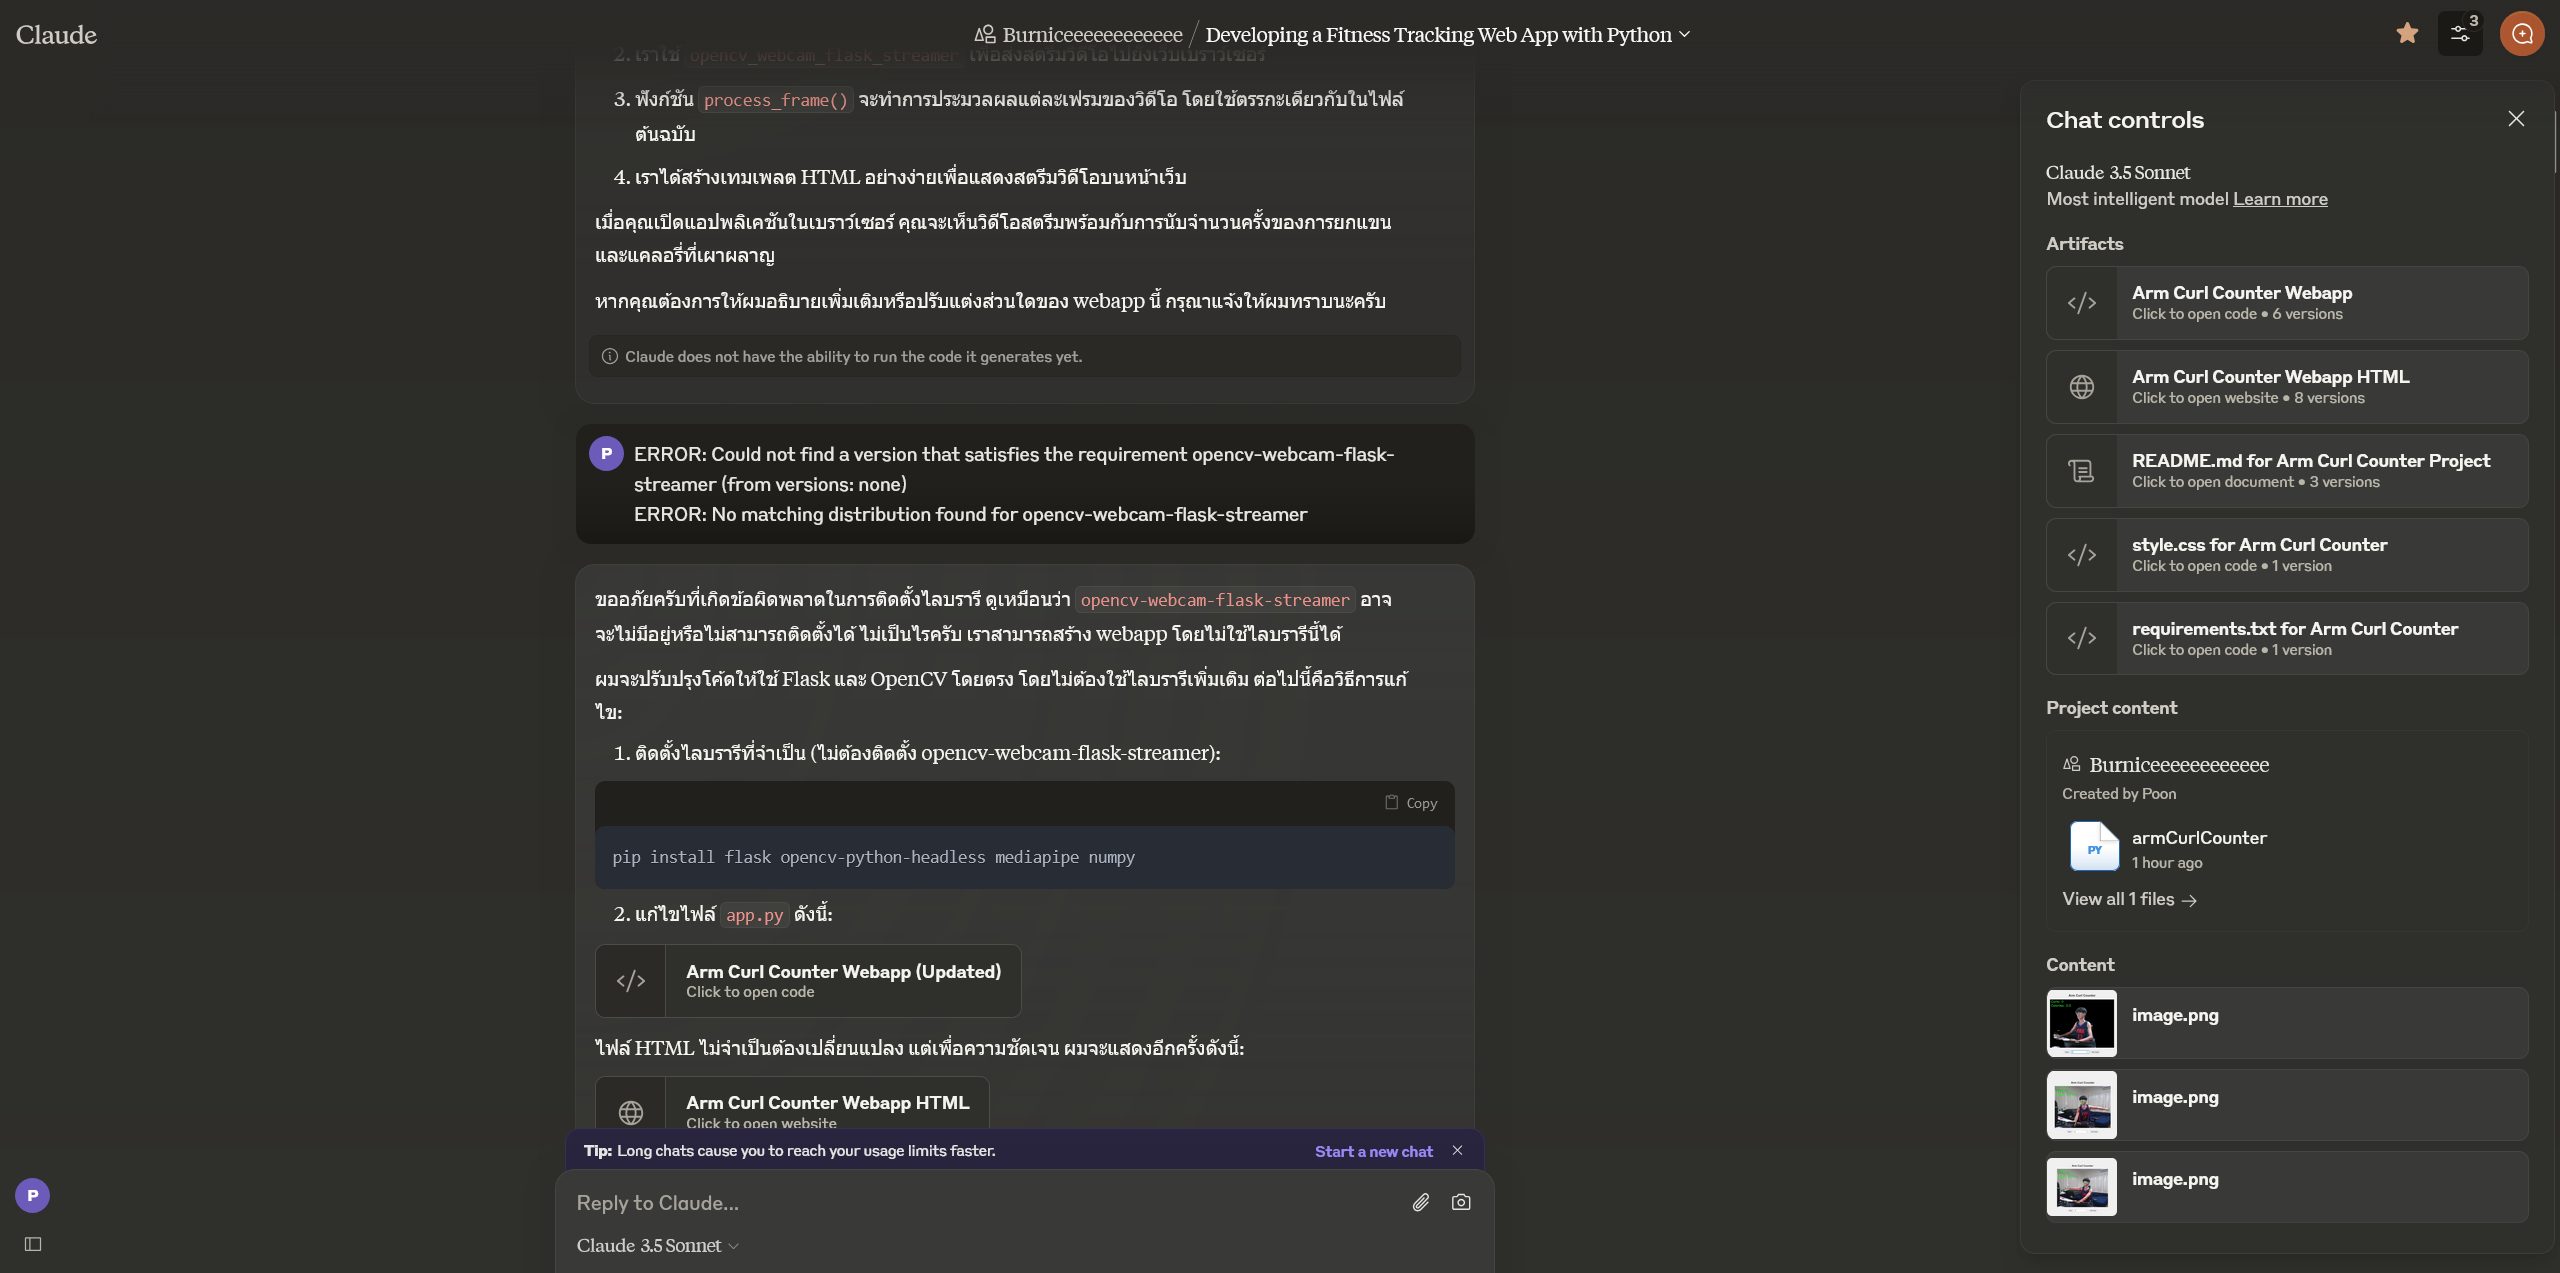 Claude
Burniceeeeeeeeeeeee / Developing a Fitness Tracking Web App with Python
3
2. เราใช้ opencv_webcam_flask_streamer เพื่อส่งสตรีมวิดีโอไปยังเว็บเบราว์เซอร์
3. ฟังก์ชัน process_frame() จะทำการประมวลผลแต่ละเฟรมของวิดีโอ โดยใช้ตรรกะเดียวกับในไฟล์
ต้นฉบับ
4. เราได้สร้างเทมเพลต HTML อย่างง่ายเพื่อแสดงสตรีมวิดีโอบนหน้าเว็บ
เมื่อคุณเปิดแอปพลิเคชันในเบราว์เซอร์ คุณจะเห็นวิดีโอสตรีมพร้อมกับการนับจำนวนครั้งของการยกแขน
และแคลอรี่ที่เผาผลาญ
หากคุณต้องการให้ผมอธิบายเพิ่มเติมหรือปรับแต่งส่วนใดของ webapp นี้ กรุณาแจ้งให้ผมทราบนะครับ
Claude does not have the ability to run the code it generates yet.
P
ERROR: Could not find a version that satisfies the requirement opencv-webcam-flask-
streamer (from versions: none)
ERROR: No matching distribution found for opencv-webcam-flask-streamer
ขออภัยครับที่เกิดข้อผิดพลาดในการติดตั้งไลบรารี ดูเหมือนว่า opencv-webcam-flask-streamer อาจ
จะไม่มีอยู่หรือไม่สามารถติดตั้งได้ ไม่เป็นไรครับ เราสามารถสร้าง webapp โดยไม่ใช้ไลบรารีนี้ได้
ผมจะปรับปรุงโค้ดให้ใช้ Flask และ OpenCV โดยตรง โดยไม่ต้องใช้ไลบรารีเพิ่มเติม ต่อไปนี้คือวิธีการแก้
ไข:
1. ติดตั้งไลบรารีที่จำเป็น (ไม่ต้องติดตั้ง opencv-webcam-flask-streamer):
Copy
pip install flask opencv-python-headless mediapipe numpy
2. แก้ไขไฟล์ app.py ดังนี้:
Arm Curl Counter Webapp (Updated)
Click to open code
ไฟล์ HTML ไม่จำเป็นต้องเปลี่ยนแปลง แต่เพื่อความชัดเจน ผมจะแสดงอีกครั้งดังนี้:
Arm Curl Counter Webapp HTML
Click to open website
Tip: Long chats cause you to reach your usage limits faster.
Start a new chat
Reply to Claude...
Claude 3.5 Sonnet
P
Chat controls
Claude 3.5 Sonnet
Most intelligent model Learn more
Artifacts
Arm Curl Counter Webapp
Click to open code • 6 versions
Arm Curl Counter Webapp HTML
Click to open website • 8 versions
README.md for Arm Curl Counter Project
Click to open document • 3 versions
style.css for Arm Curl Counter
Click to open code • 1 version
requirements.txt for Arm Curl Counter
Click to open code • 1 version
Project content
Burniceeeeeeeeeeeee
Created by Poon
PY
armCurlCounter
1 hour ago
View all 1 files
Content
image.png
image.png
image.png